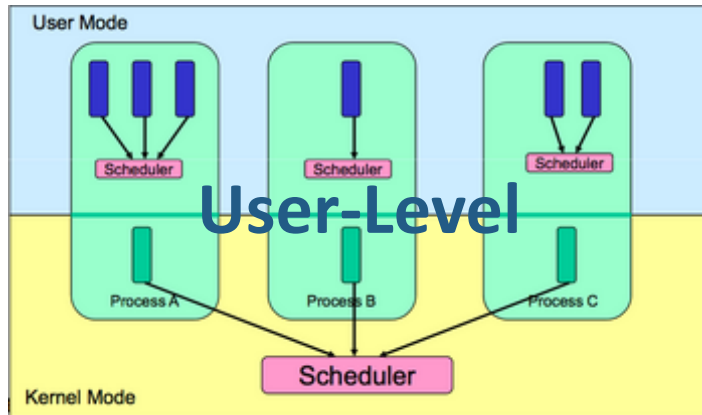 User Mode
Scheduler
Scheduler
Scheduler
User-Level
Process A
Process B
Process C
Scheduler
Kernel Mode